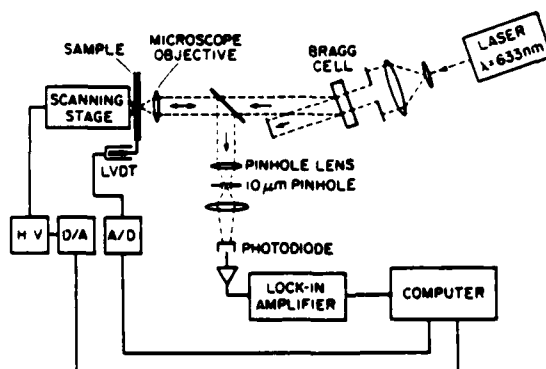 SAMPLE
MICROSCOPE
OBJECTIVE
BRAGG
CELL
LASER
λ=633nm
SCANNING
STAGE
LVDT
PINHOLE LENS
10 μm PINHOLE
H V
D/A
A/D
PHOTODIODE
LOCK-IN
AMPLIFIER
COMPUTER